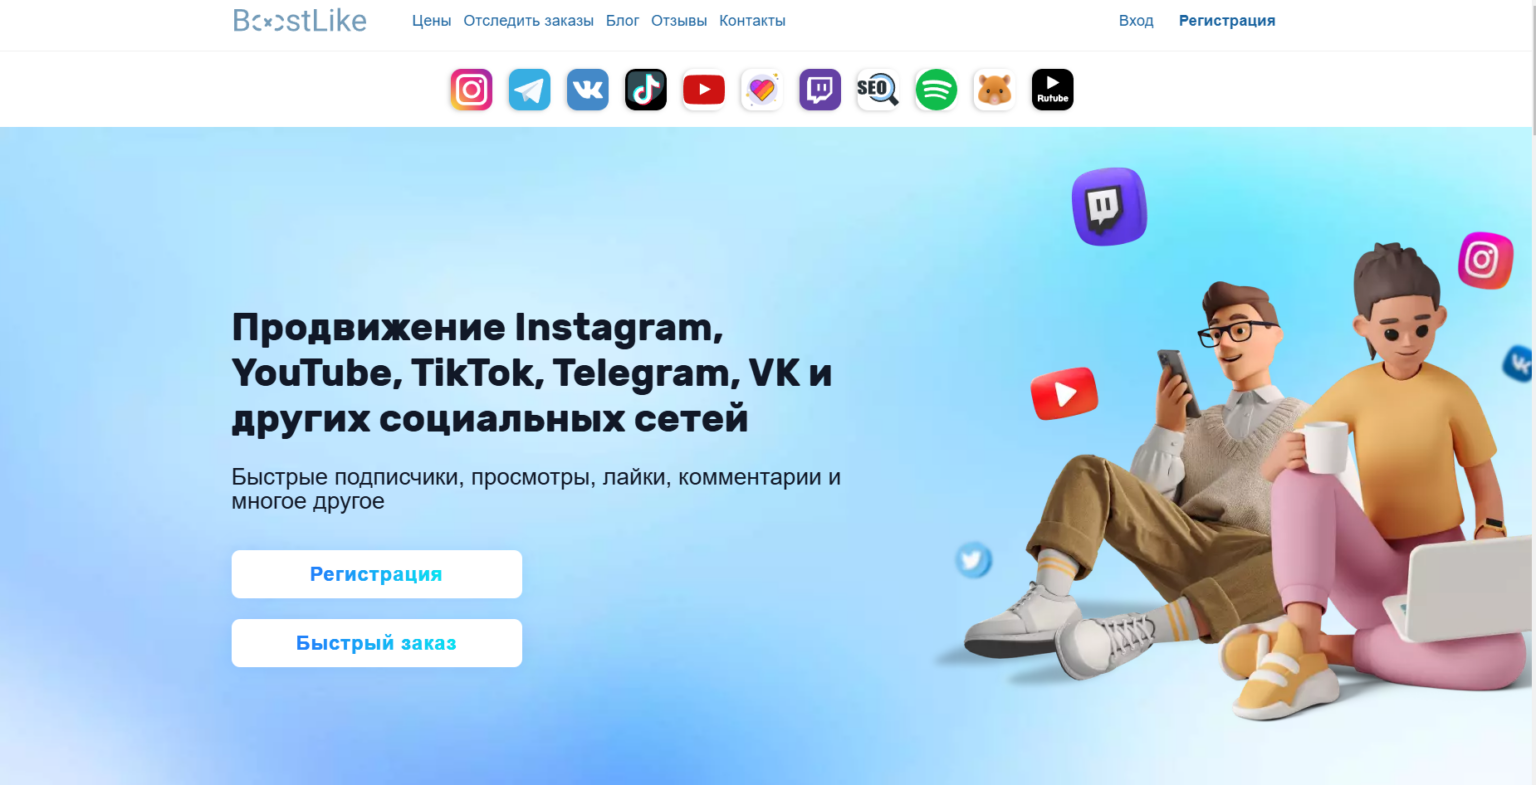 BoostLike
Цены Отследить заказы Блог Отзывы Контакты
Вход Регистрация
SEO
Rutube
Продвижение Instagram,
YouTube, TikTok, Telegram, VK и
других социальных сетей
Быстрые подписчики, просмотры, лайки, комментарии и
многое другое
Регистрация
Быстрый заказ